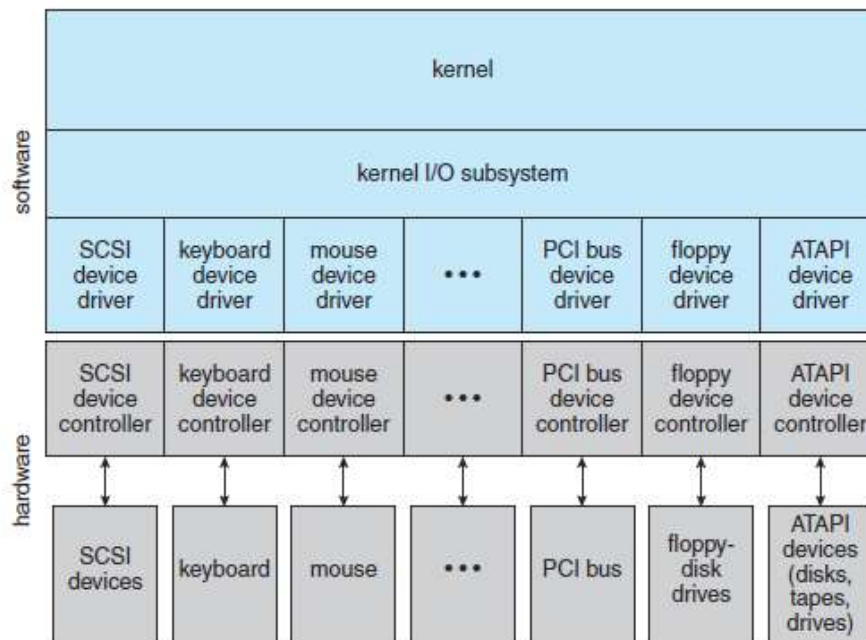 software
kernel
kernel I/O subsystem
SCSI
device
driver
keyboard
device
driver
mouse
device
driver
•••
PCI bus
device
driver
floppy
device
driver
ATAPI
device
driver
hardware
SCSI
device
controller
keyboard
device
controller
mouse
device
controller
•••
PCI bus
device
controller
floppy
device
controller
ATAPI
device
controller
SCSI
devices
keyboard
mouse
•••
PCI bus
floppy-
disk
drives
ATAPI
devices
(disks,
tapes,
drives)